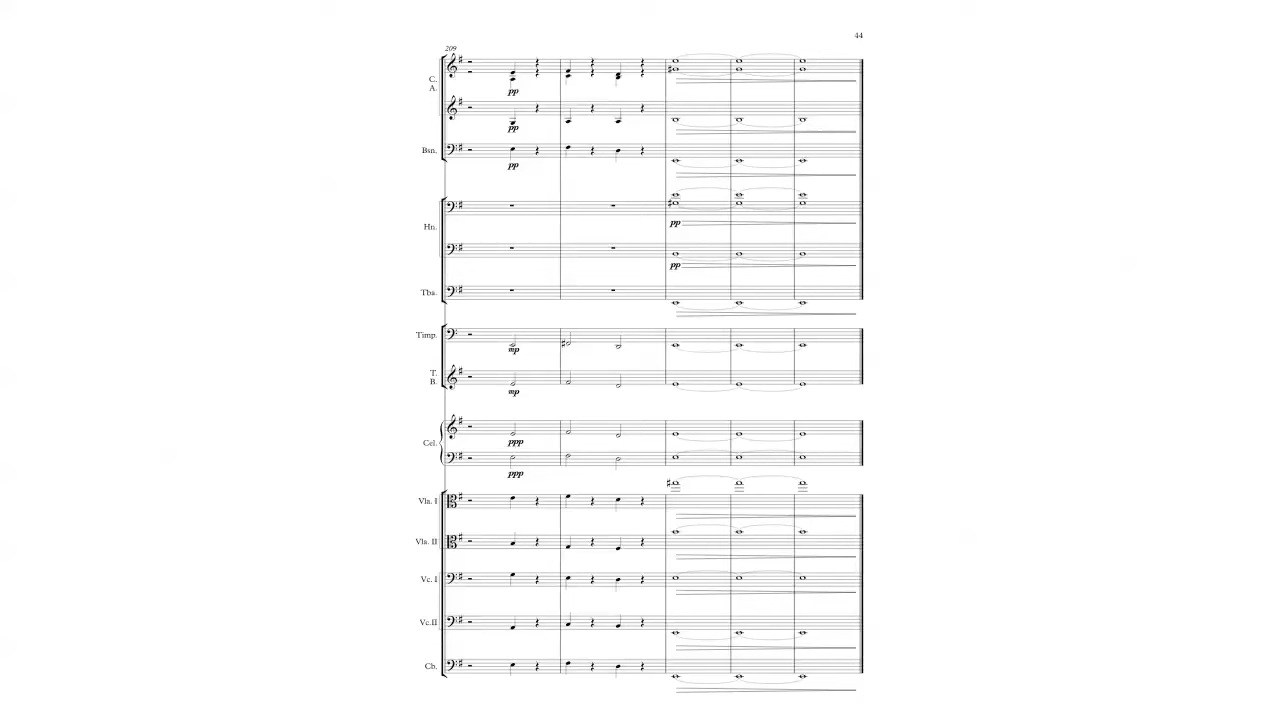 44
209
C.
A.
pp
pp
Bsn.
pp
Hn.
pp
pp
Tba.
Timp.
mp
T.
B.
mp
Cel.
ppp
ppp
Vla. I
Vla. II
Vc. I
Vc.II
Cb.